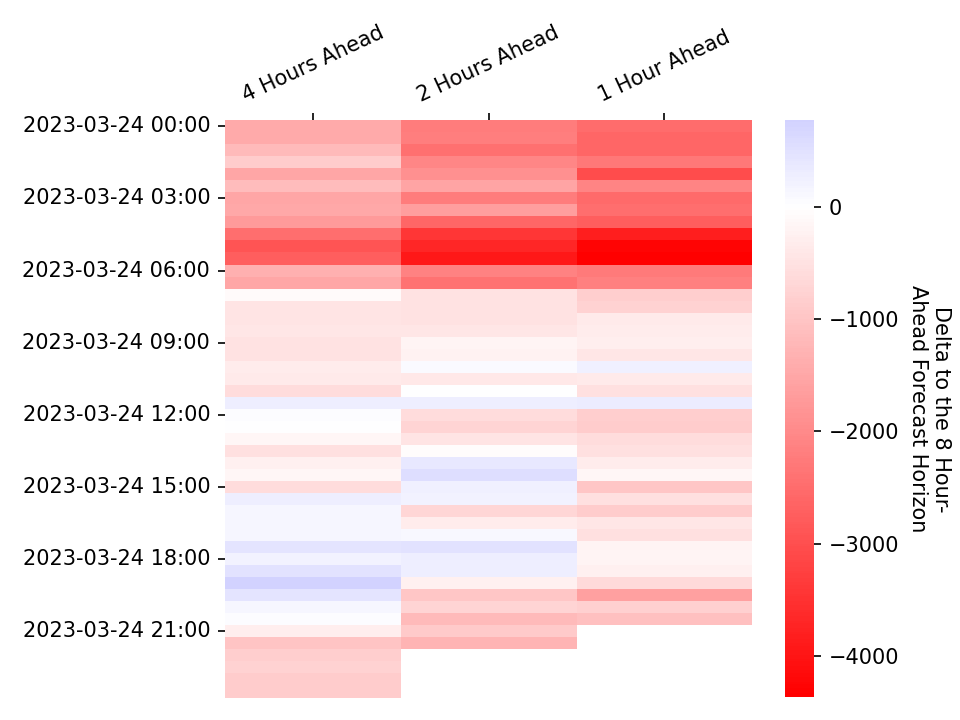 4 Hours Ahead
2 Hours Ahead
1 Hour Ahead
2023-03-24 00:00
2023-03-24 03:00
2023-03-24 06:00
2023-03-24 09:00
2023-03-24 12:00
2023-03-24 15:00
2023-03-24 18:00
2023-03-24 21:00
0
−1000
−2000
−3000
−4000
Delta to the 8 Hour-
Ahead Forecast Horizon